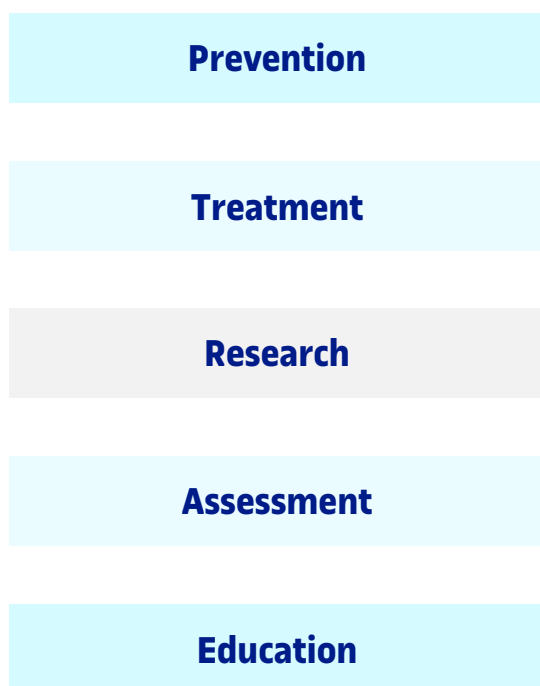 Prevention
Treatment
Research
Assessment
Education